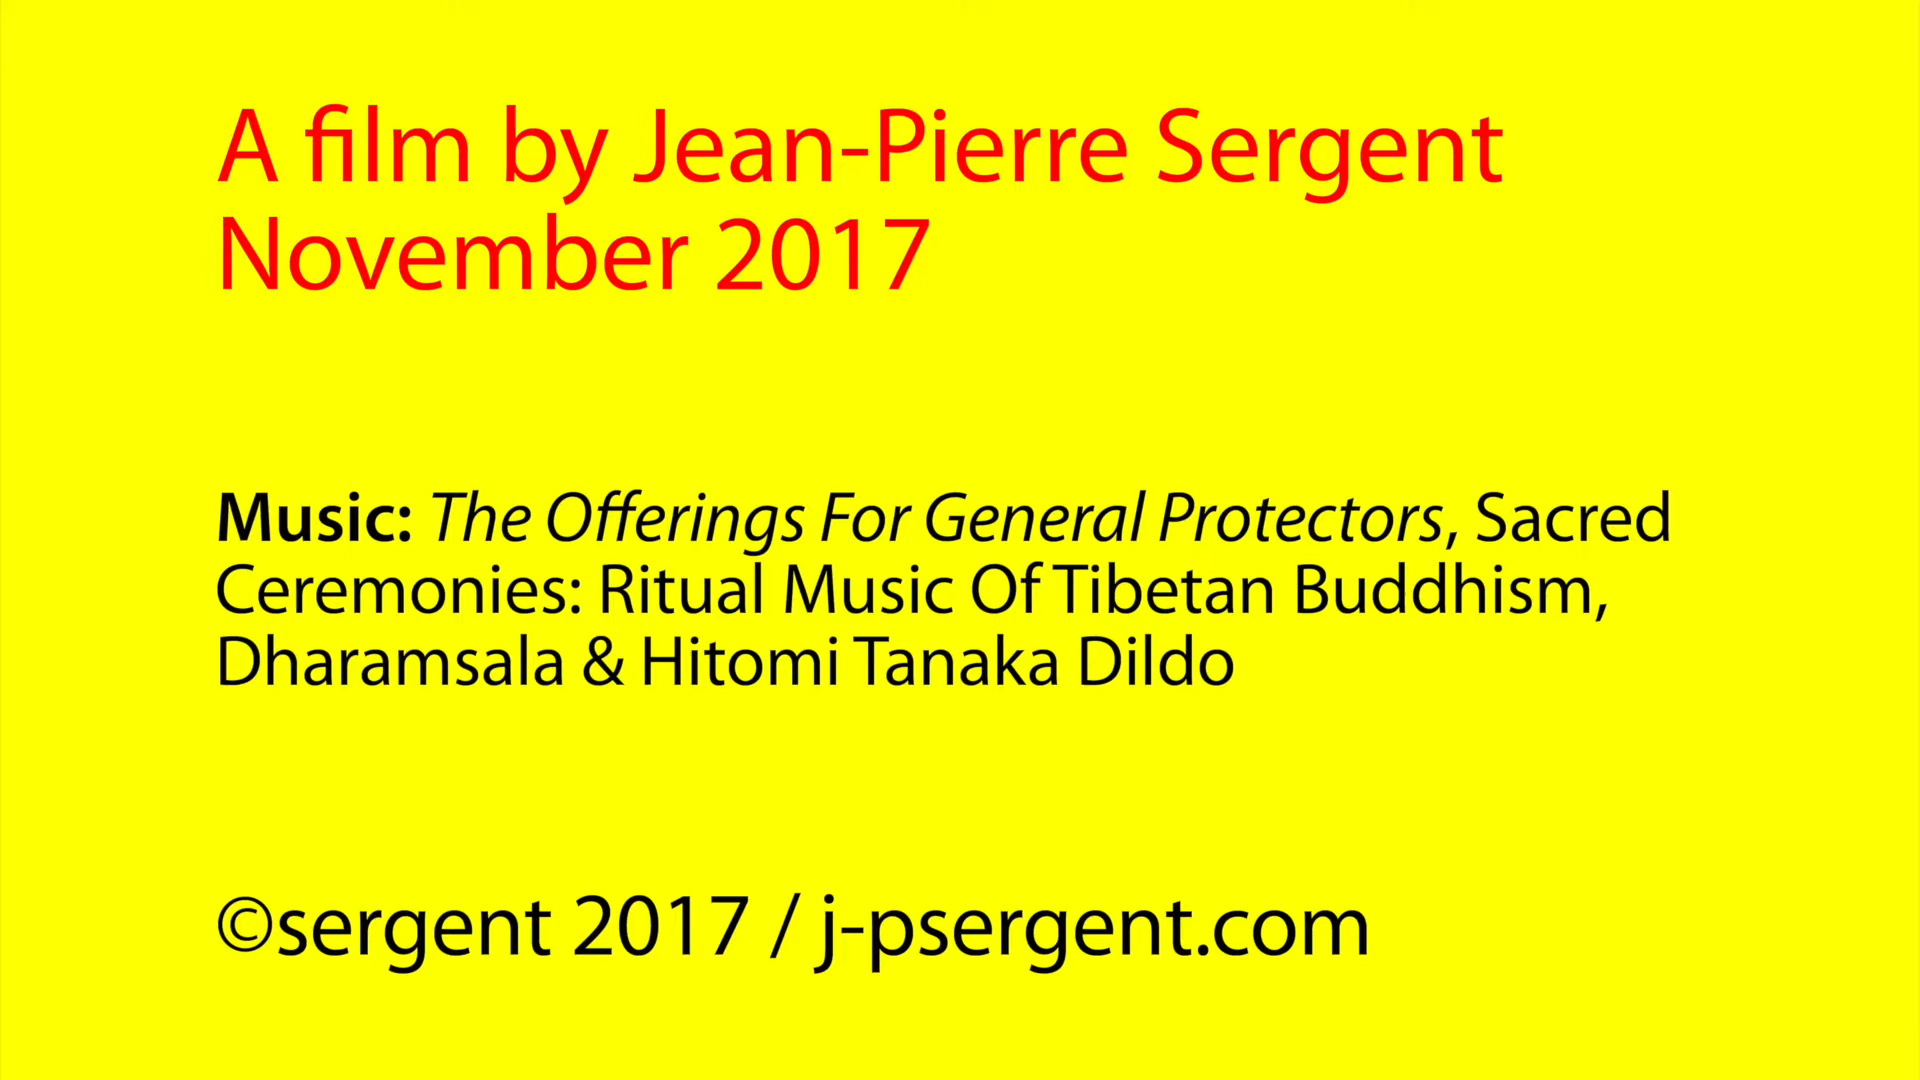 A film by Jean-Pierre Sergent
November 2017
Music: The Offerings For General Protectors, Sacred
Ceremonies: Ritual Music Of Tibetan Buddhism,
Dharamsala & Hitomi Tanaka Dildo
©sergent 2017 / j-psergent.com